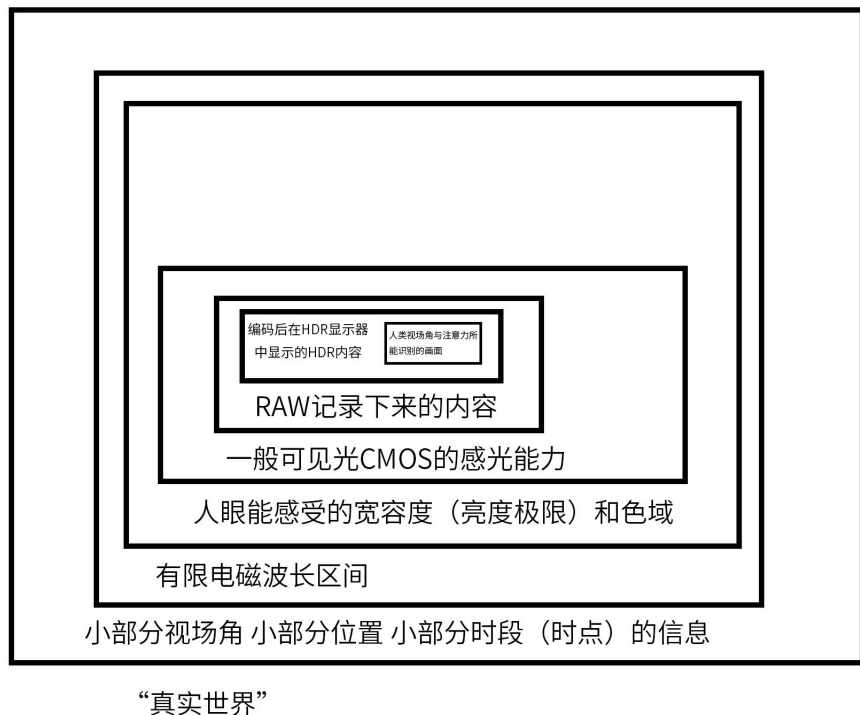 编码后在HDR显示器
中显示的HDR内容
人类视场角与注意力所
能识别的画面
RAW记录下来的内容
一般可见光CMOS的感光能力
人眼能感受的宽容度（亮度极限）和色域
有限电磁波长区间
小部分视场角 小部分位置 小部分时段（时点）的信息
“真实世界”